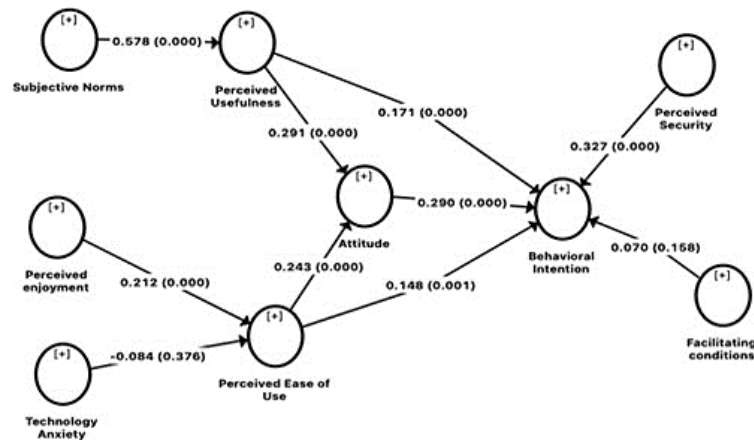 [+]
0.578 (0.000)
[+]
Subjective Norms
Perceived
Usefulness
[+]
Perceived
Security
0.171 (0.000)
0.291 (0.000)
0.327 (0.000)
[+]
0.290 (0.000)
[+]
Attitude
Behavioral
Intention
[+]
Perceived
enjoyment
0.212 (0.000)
0.243 (0.000)
0.148 (0.001)
0.070 (0.158)
[+]
Facilitating
conditions
[+]
-0.084 (0.376)
[+]
Perceived Ease of
Use
Technology
Anxiety